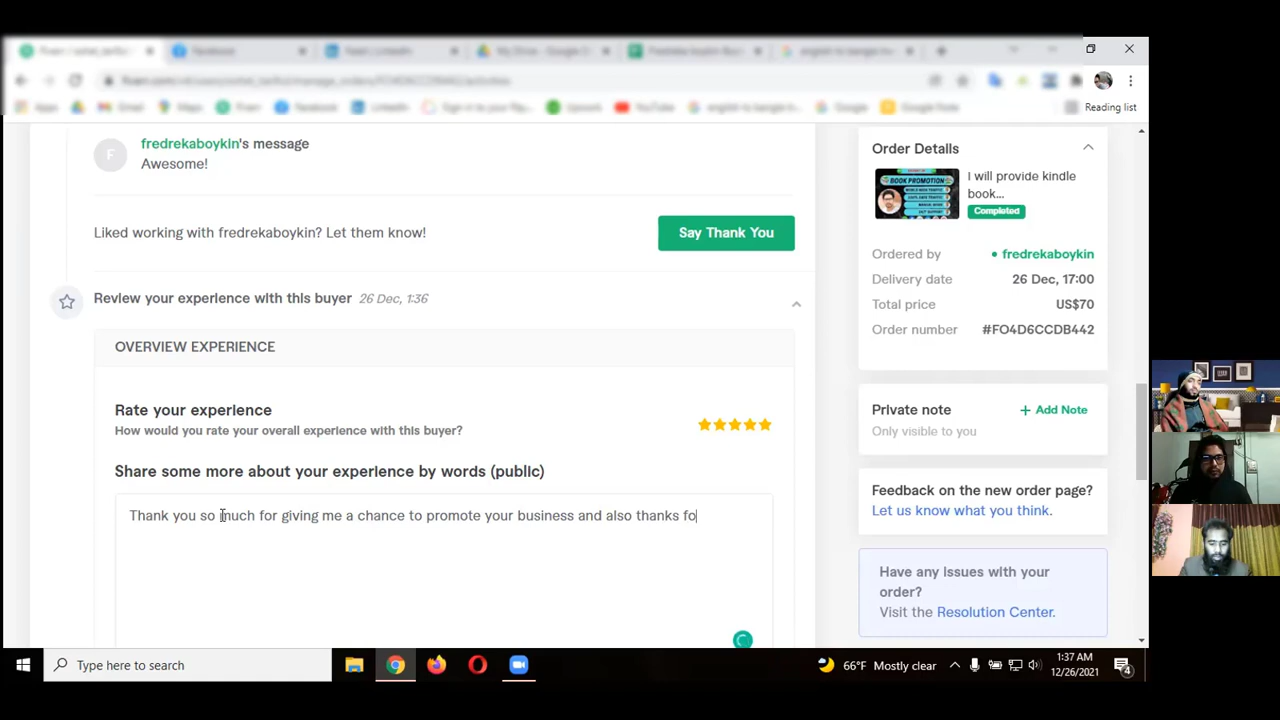 Reading list
fredrekaboykin's message
F
Awesome!
Liked working with fredrekaboykin? Let them know!
Say Thank You
Review your experience with this buyer 26 Dec, 1:36
OVERVIEW EXPERIENCE
Rate your experience
How would you rate your overall experience with this buyer?
Share some more about your experience by words (public)
Thank you so much for giving me a chance to promote your business and also thanks fo
Order Details
BOOK PROMOTION
I will provide kindle
book...
Completed
Ordered by fredrekaboykin
Delivery date 26 Dec, 17:00
Total price US$70
Order number #FO4D6CCDB442
Private note + Add Note
Only visible to you
Feedback on the new order page?
Let us know what you think.
Have any issues with your
order?
Visit the Resolution Center.
Type here to search
66°F Mostly clear
1:37 AM
12/26/2021
4